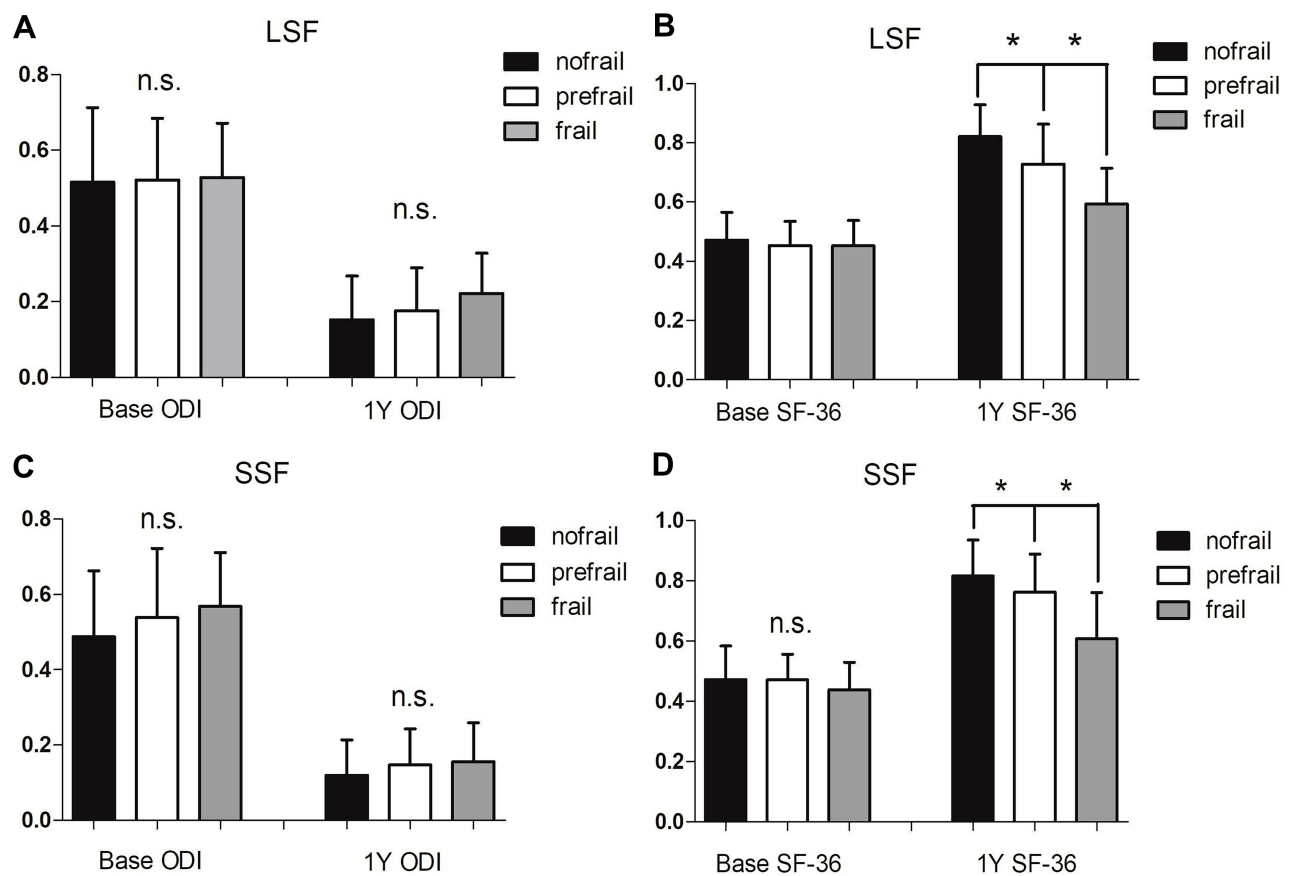 A
LSF
nofrail
prefrail
frail
n.s.
n.s.
0.8
0.6
0.4
0.2
0.0
Base ODI
1Y ODI
B
LSF
* *
nofrail
prefrail
frail
1.0
0.8
0.6
0.4
0.2
0.0
Base SF-36
1Y SF-36
C
SSF
nofrail
prefrail
frail
n.s.
n.s.
0.8
0.6
0.4
0.2
0.0
Base ODI
1Y ODI
D
SSF
* *
nofrail
prefrail
frail
n.s.
1.0
0.8
0.6
0.4
0.2
0.0
Base SF-36
1Y SF-36